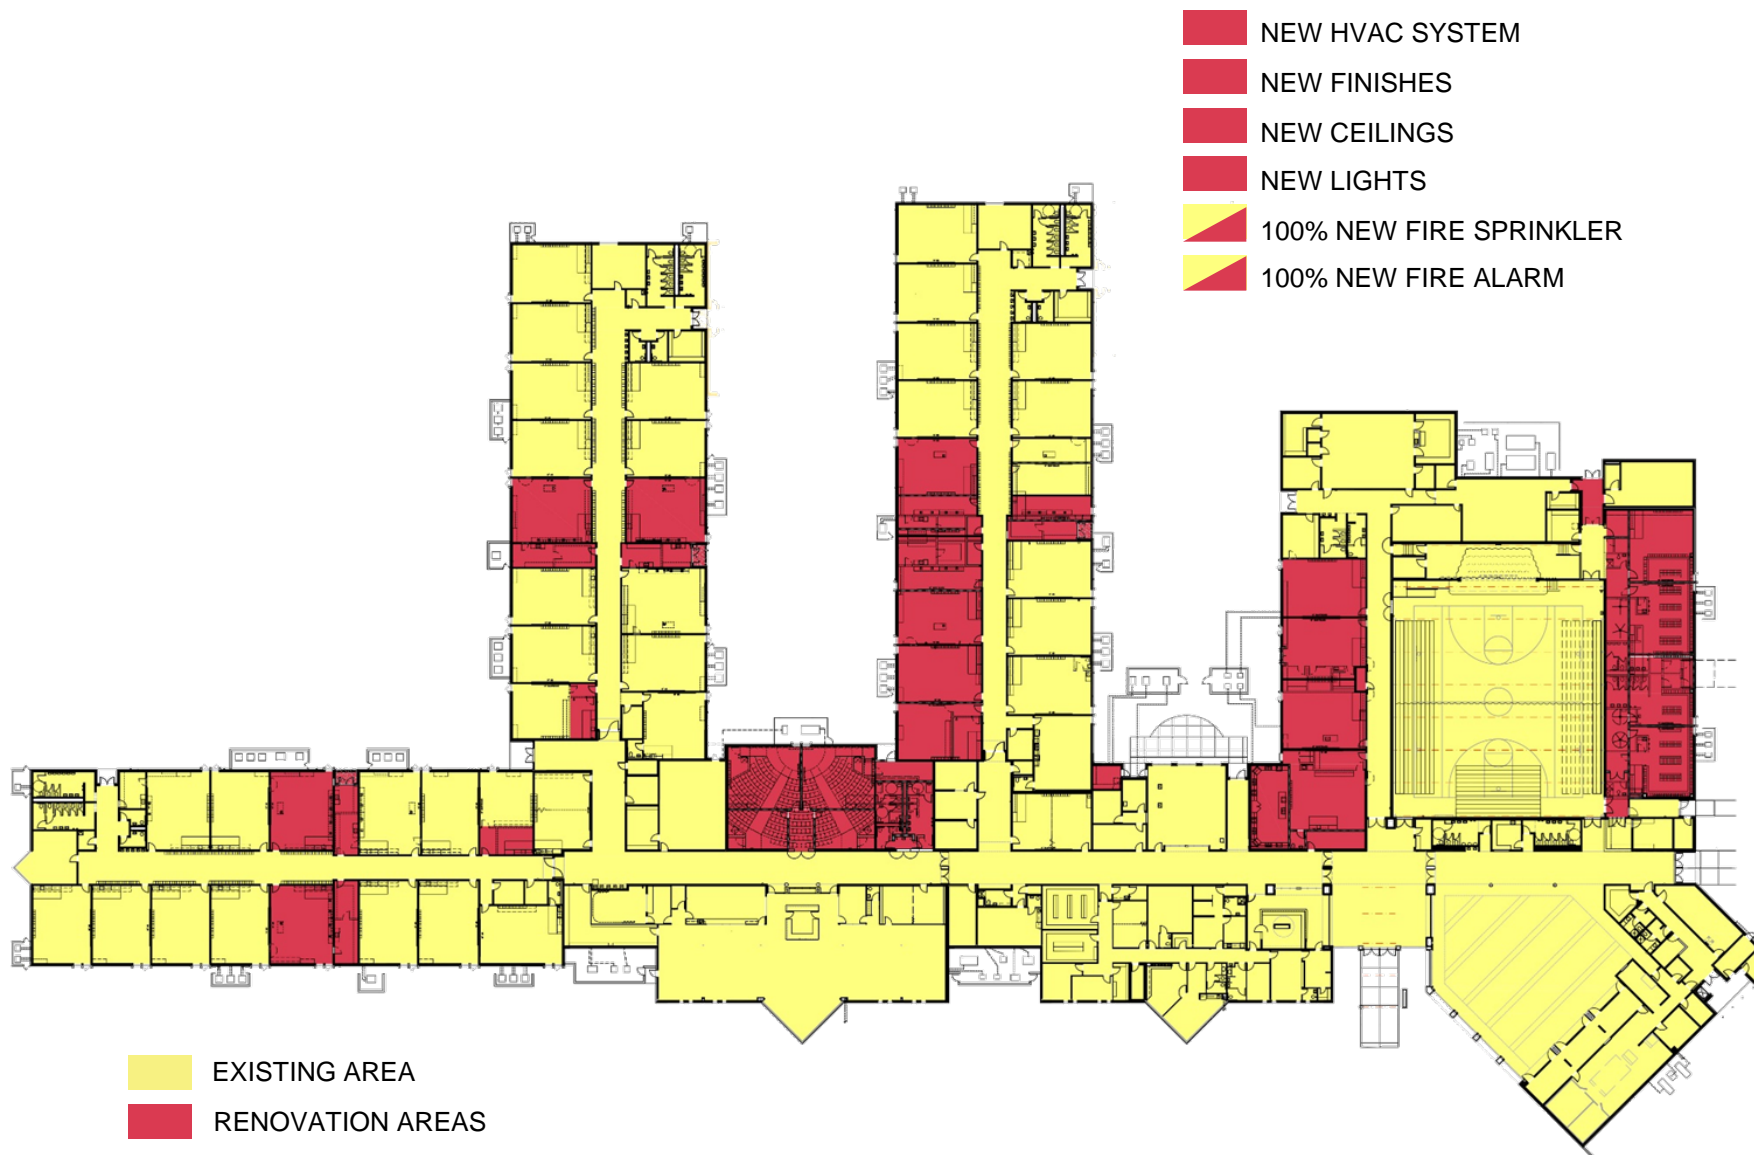 NEW HVAC SYSTEM
NEW FINISHES
NEW CEILINGS
NEW LIGHTS
100% NEW FIRE SPRINKLER
100% NEW FIRE ALARM
EXISTING AREA
RENOVATION AREAS